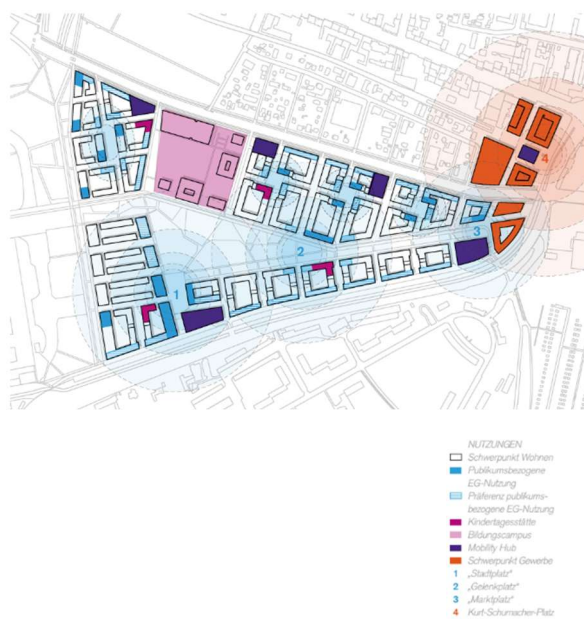 4
3
2
1
NUTZUNGEN
Schwerpunkt Wohnen
Publikumsbezogene
EG-Nutzung
Präferenz publikums-
bezogene EG-Nutzung
Kindertagesstätte
Bildungscampus
Mobility Hub
Schwerpunkt Gewerbe
1 „Stadtplatz“
2 „Gelenkplatz“
3 „Marktplatz“
4 Kurt-Schumacher-Platz